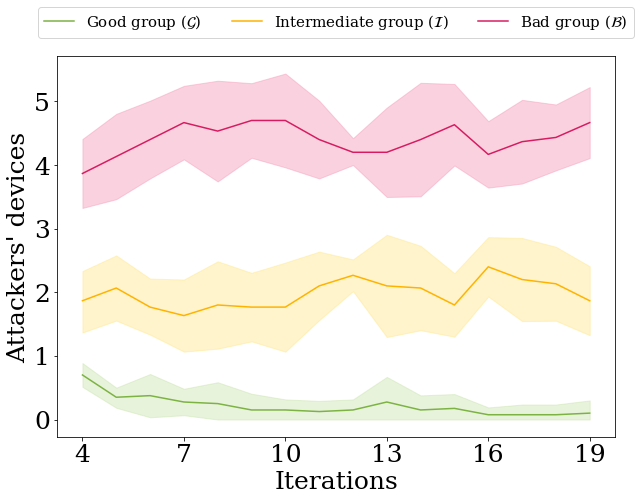 Good group (𝒢) Intermediate group (ℐ) Bad group (ℬ)
Attackers' devices
5
4
3
2
1
0
4 7 10 13 16 19
Iterations